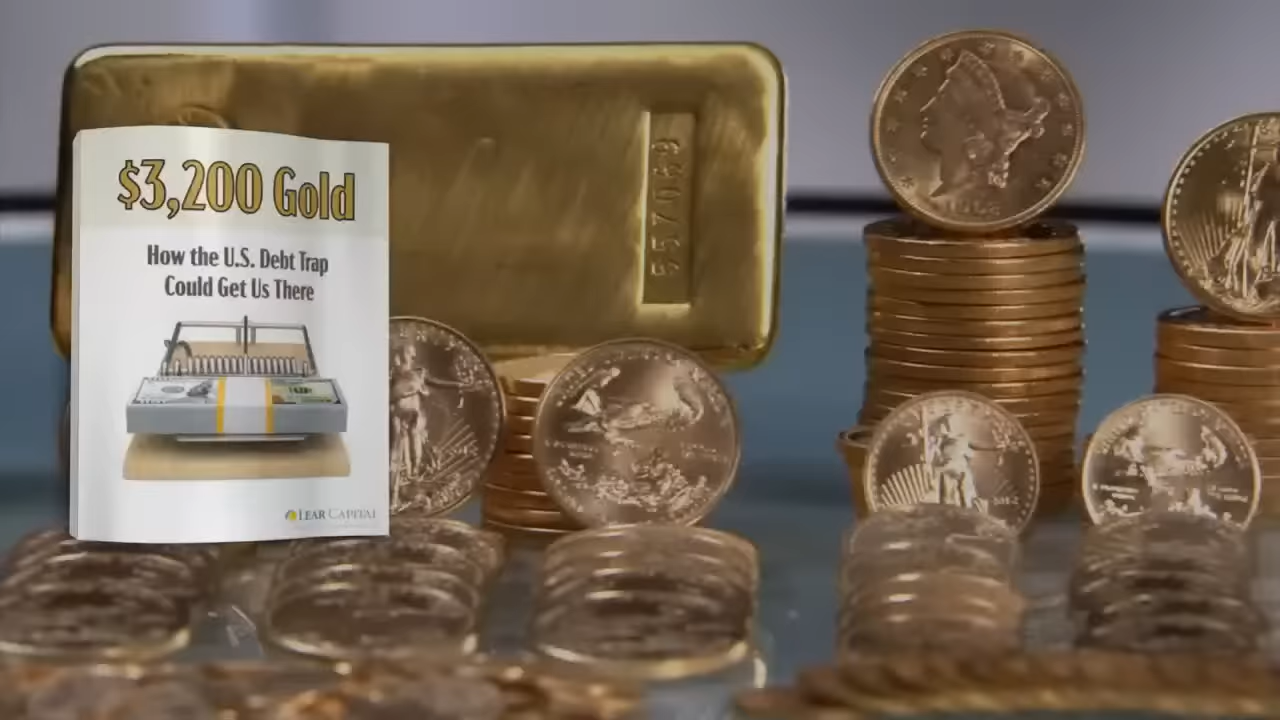 $3,200 Gold
How the U.S. Debt Trap
Could Get Us There
LEAR CAPITAL